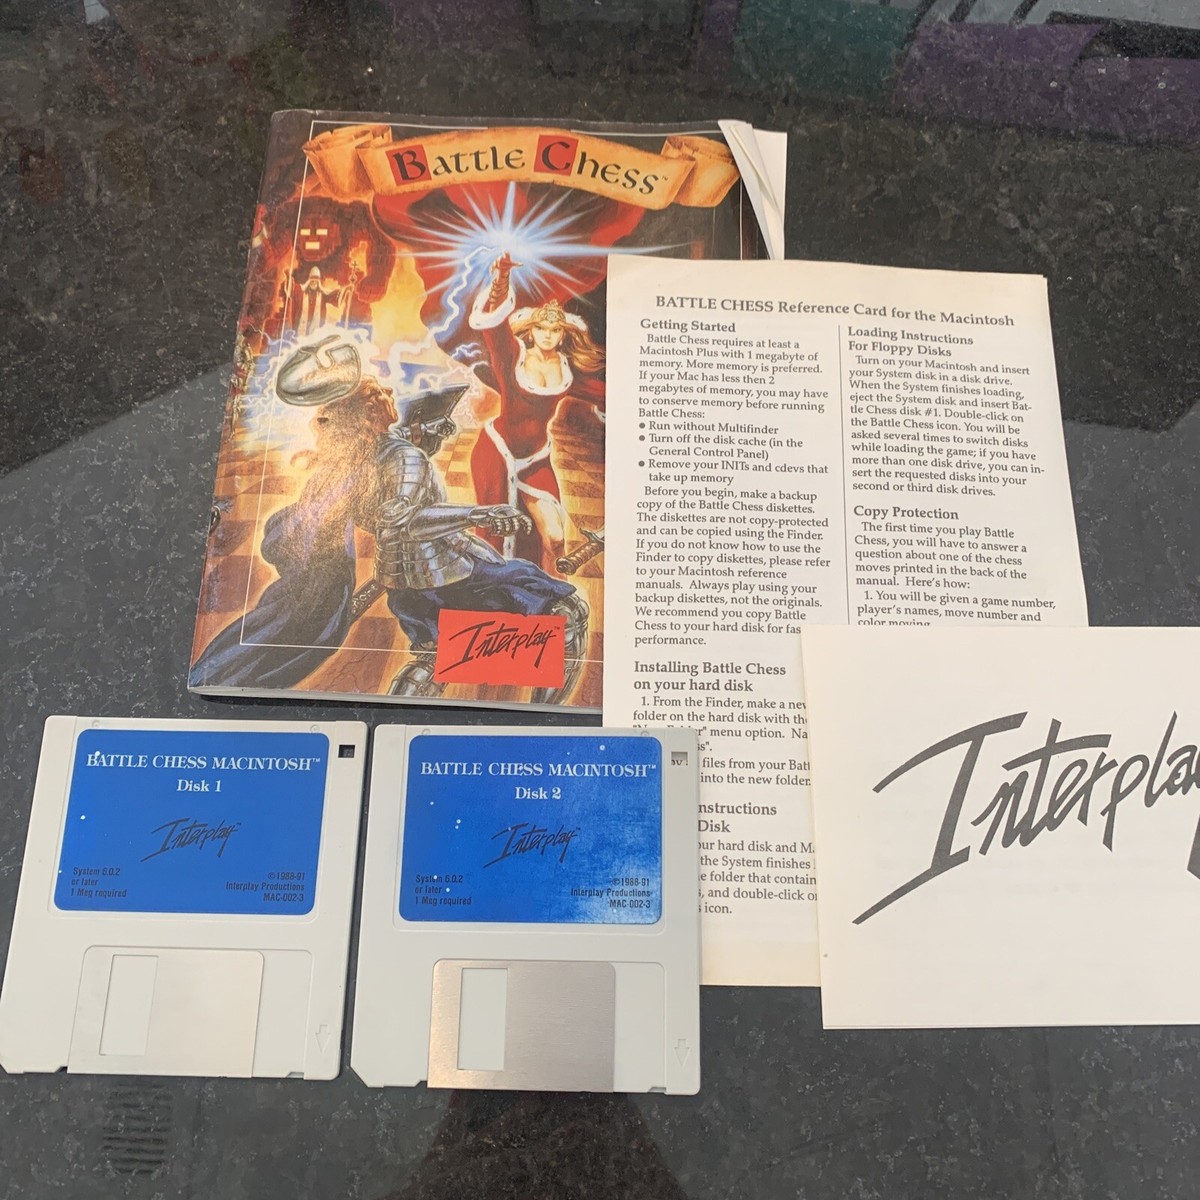 BATTLE CHESS™
Interplay™
BATTLE CHESS Reference Card for the Macintosh
Getting Started
Battle Chess requires at least a
Macintosh Plus with 1 megabyte of
memory. More memory is preferred.
If your Mac has less then 2
megabytes of memory, you may have
to conserve memory before running
Battle Chess:
● Run without Multifinder
● Turn off the disk cache (in the
General Control Panel)
● Remove your INITs and cdevs that
take up memory
Before you begin, make a backup
copy of the Battle Chess diskettes.
The diskettes are not copy-protected
and can be copied using the Finder.
If you do not know how to use the
Finder to copy diskettes, please refer
to your Macintosh reference
manuals. Always play using your
backup diskettes, not the originals.
We recommend you copy Battle
Chess to your hard disk for fas
performance.
Installing Battle Chess
on your hard disk
1. From the Finder, make a new
folder on the hard disk with the
menu option. Na
files from your Batt
into the new folder.
nstructions
Disk
ur hard disk and M
the System finishes
e folder that contain
s, and double-click o
s icon.
Loading Instructions
For Floppy Disks
Turn on your Macintosh and insert
your System disk in a disk drive.
When the System finishes loading,
eject the System disk and insert Bat-
tle Chess disk #1. Double-click on
the Battle Chess icon. You will be
asked several times to switch disks
while loading the game; if you have
more than one disk drive, you can in-
sert the requested disks into your
second or third disk drives.
Copy Protection
The first time you play Battle
Chess, you will have to answer a
question about one of the chess
moves printed in the back of the
manual. Here's how:
1. You will be given a game number,
player's names, move number and
color moving.
Interpla
BATTLE CHESS MACINTOSH™
Disk 1
Interplay™
System 6.0.2
or later
1 Meg required
©1988-91
Interplay Productions
MAC-002-3
BATTLE CHESS MACINTOSH™
Disk 2
Interplay™
System 6.0.2
or later
1 Meg required
©1988-91
Interplay Productions
MAC-002-3